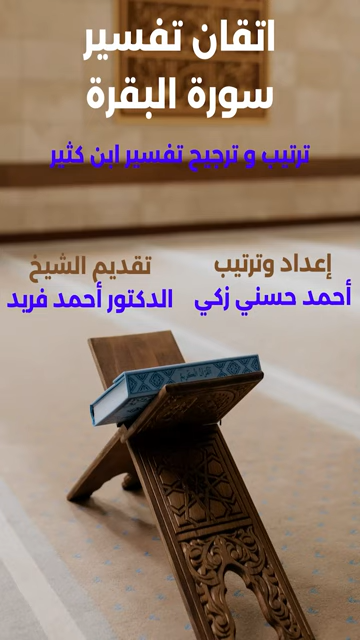 اتقان تفسير
سورة البقرة
ترتيب و ترجيح تفسير ابن كثير
إعداد وترتيب
أحمد حسني زكي
تقديم الشيخ
الدكتور أحمد فريد